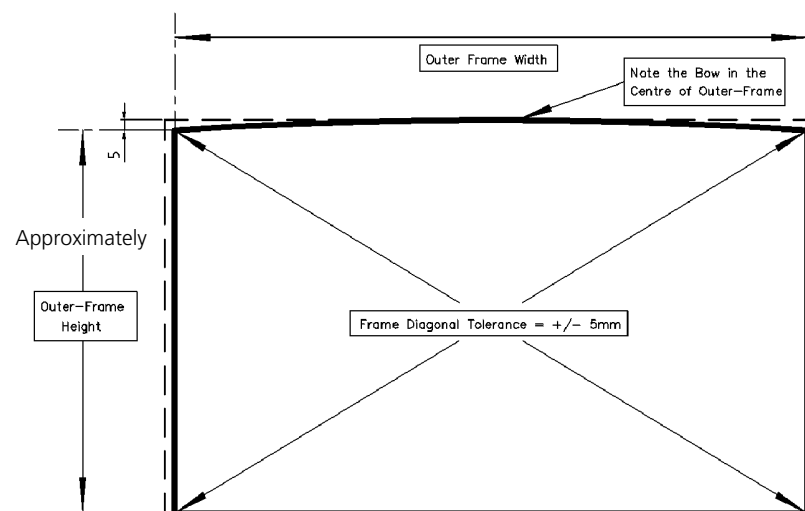 Outer Frame Width
Note the Bow in the
Centre of Outer-Frame
5
Approximately
Outer-Frame
Height
Frame Diagonal Tolerance = +/- 5mm